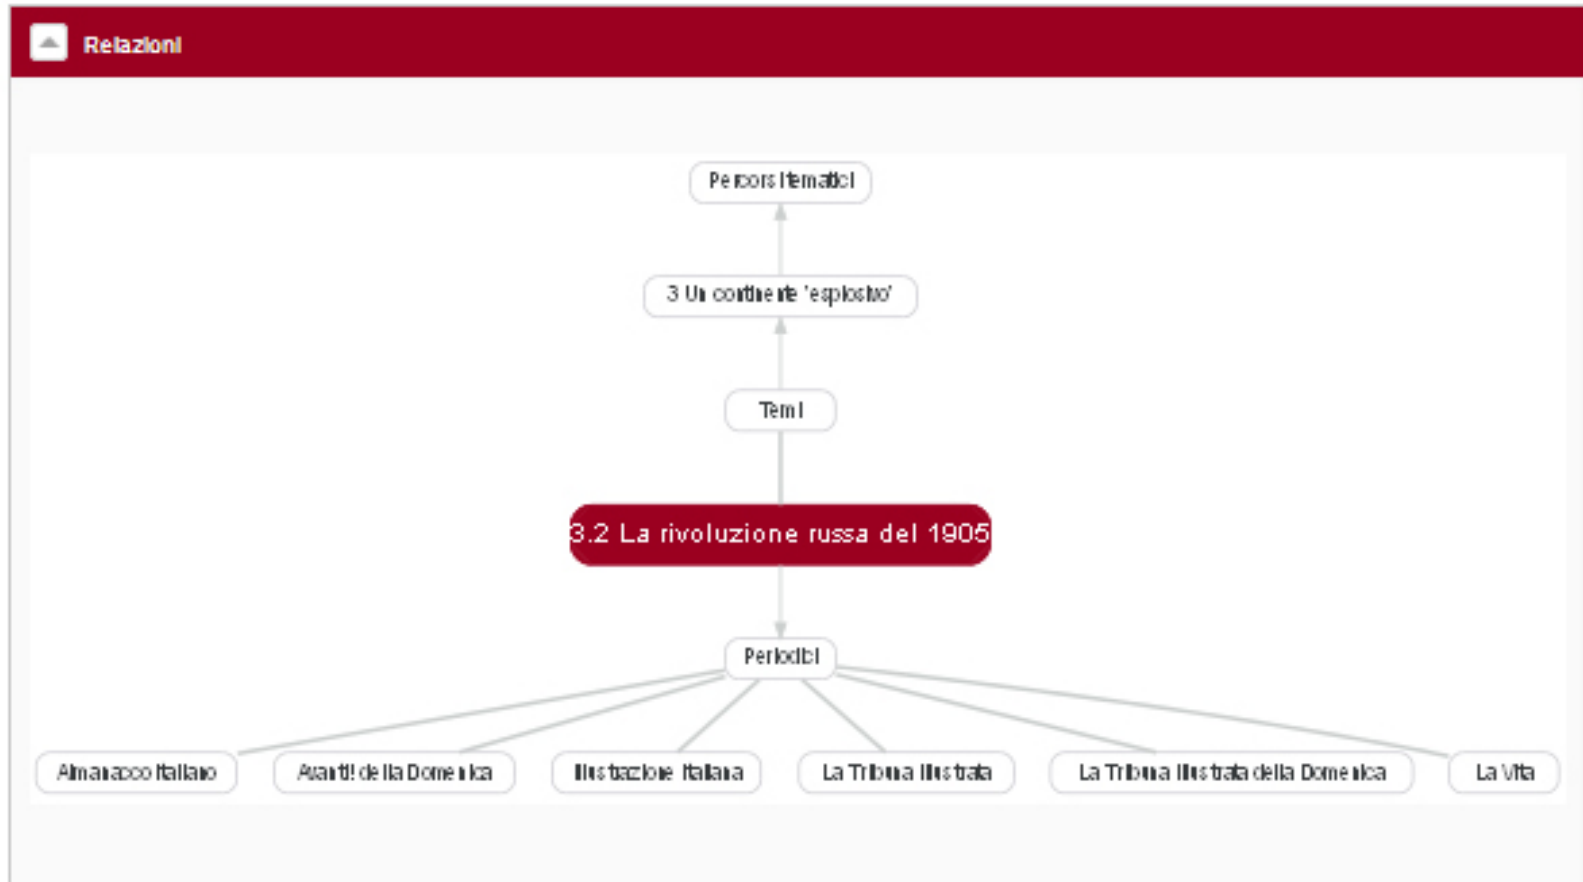 Relazioni
Percorsi tematici
3 Un continente 'esplosivo'
Temi
3.2 La rivoluzione russa del 1905
Periodici
Almanacco Italiano
Avanti! della Domenica
Illustrazione Italiana
La Tribuna Illustrata
La Tribuna Illustrata della Domenica
La Vita